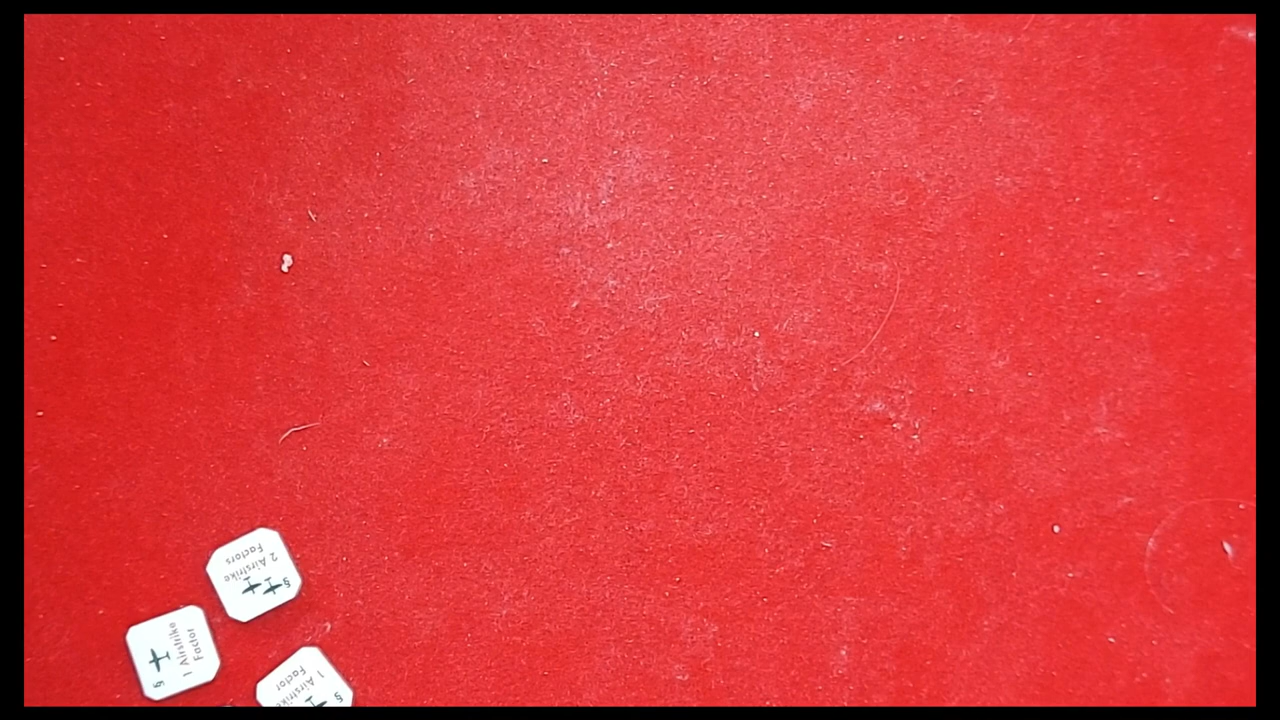 2 Airstrike
Factors
§
1 Airstrike
Factor
§
1 Airstrike
Factor
§